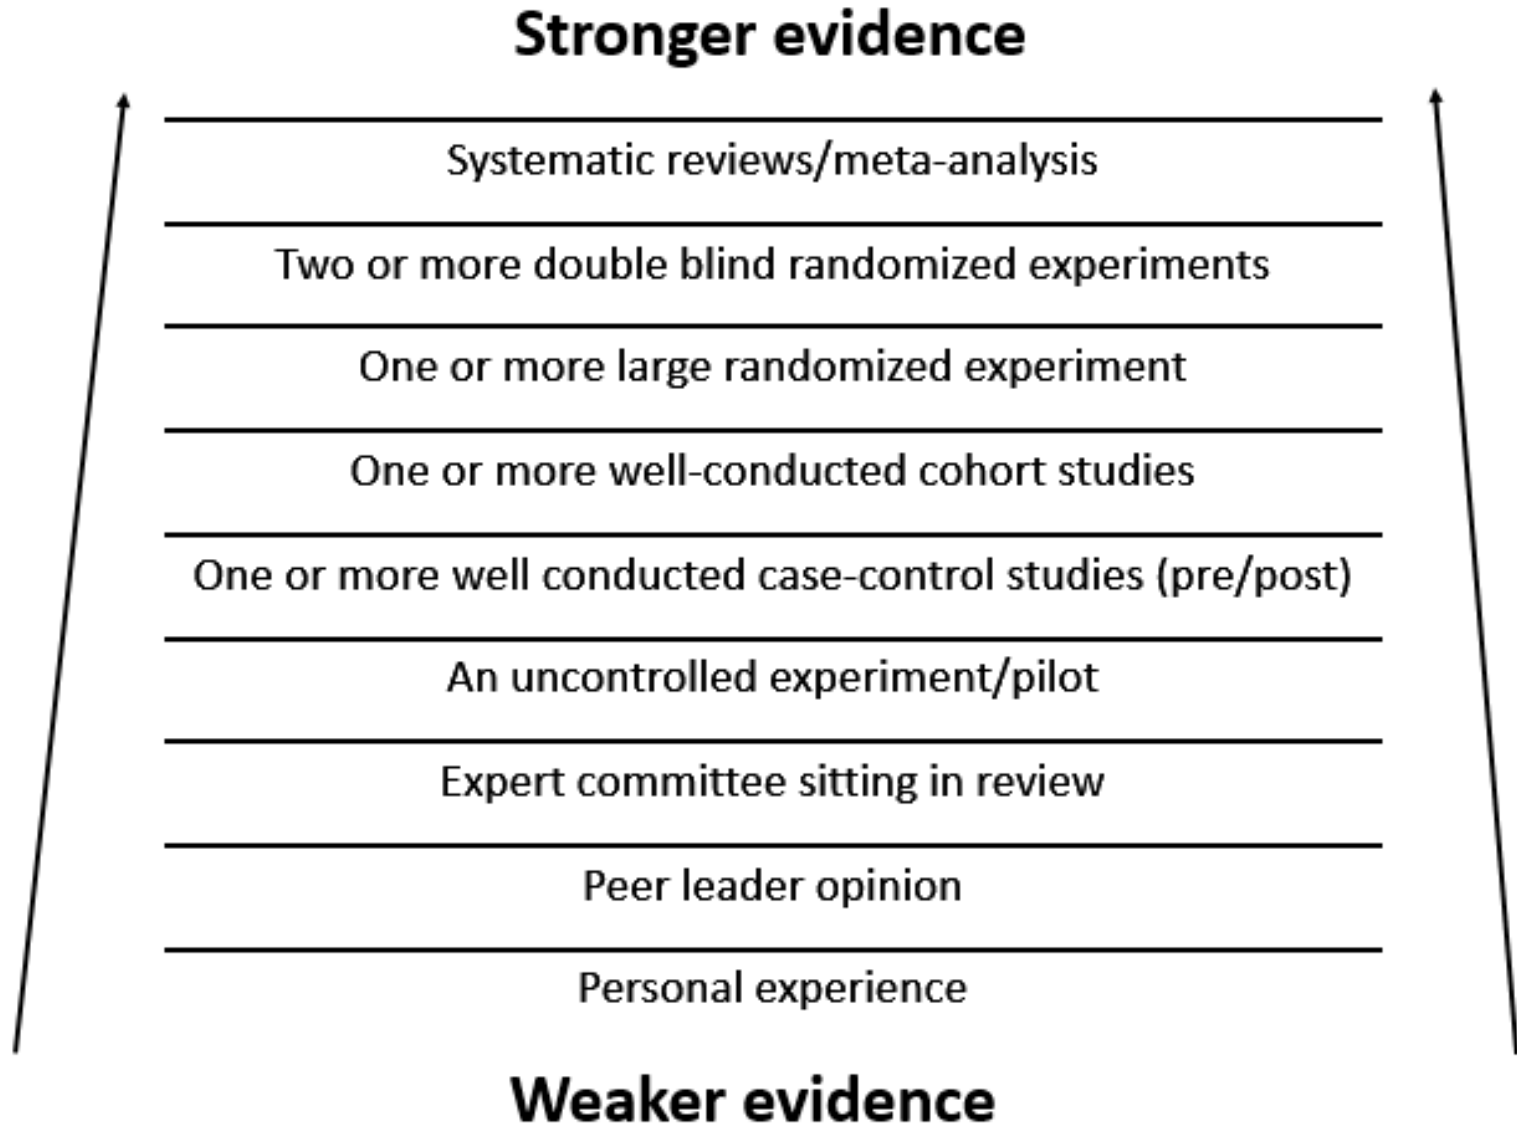 Stronger evidence
Systematic reviews/meta-analysis
Two or more double blind randomized experiments
One or more large randomized experiment
One or more well-conducted cohort studies
One or more well conducted case-control studies (pre/post)
An uncontrolled experiment/pilot
Expert committee sitting in review
Peer leader opinion
Personal experience
Weaker evidence